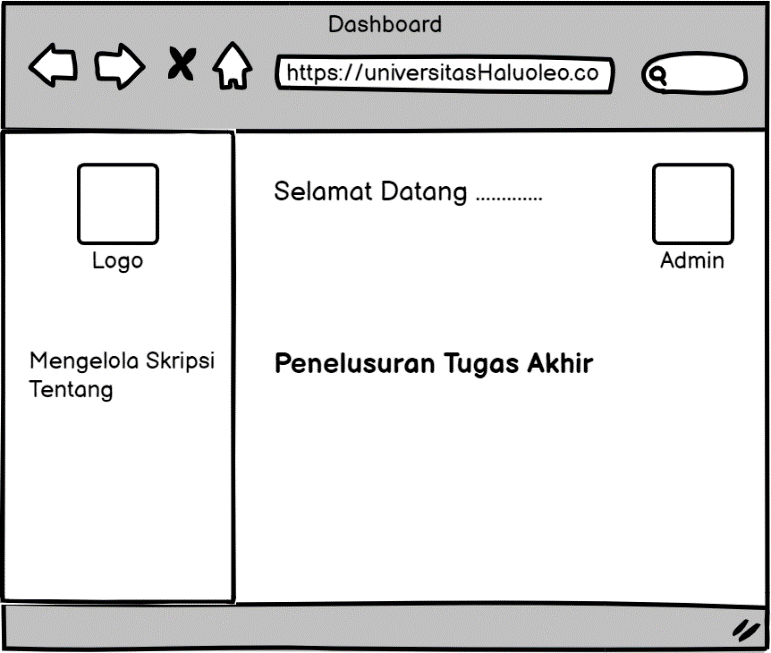 Dashboard
https://universitasHaluoleo.co
Logo
Mengelola Skripsi
Tentang
Selamat Datang .............
Admin
Penelusuran Tugas Akhir